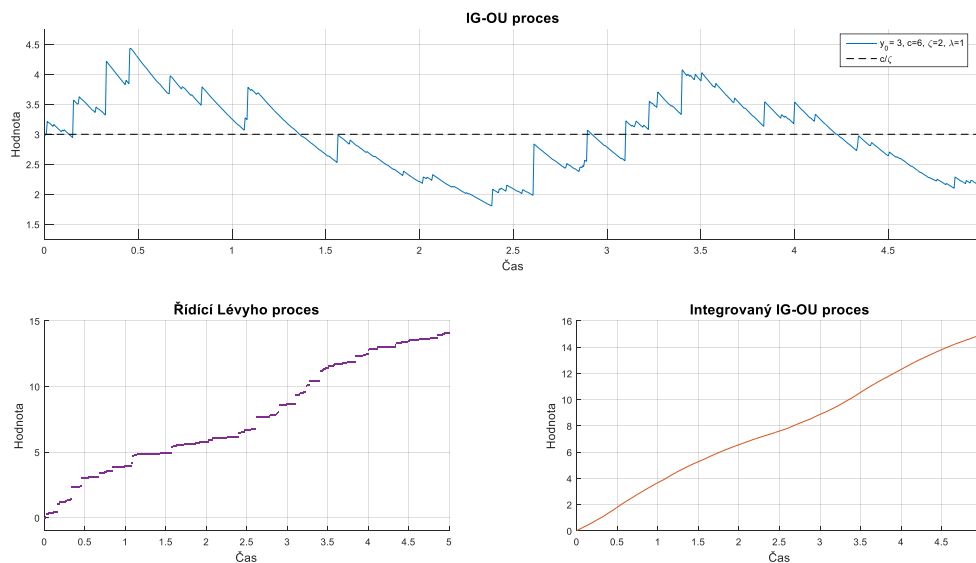 IG-OU proces
Hodnota
4.5
4
3.5
3
2.5
2
1.5
y0 = 3, c=6, ζ=2, λ=1
c/ζ
0 0.5 1 1.5 2 2.5 3 3.5 4 4.5
Čas
Řídící Lévyho proces
Hodnota
15
10
5
0
0 0.5 1 1.5 2 2.5 3 3.5 4 4.5 5
Čas
Integrovaný IG-OU proces
Hodnota
16
14
12
10
8
6
4
2
0
0 0.5 1 1.5 2 2.5 3 3.5 4 4.5
Čas